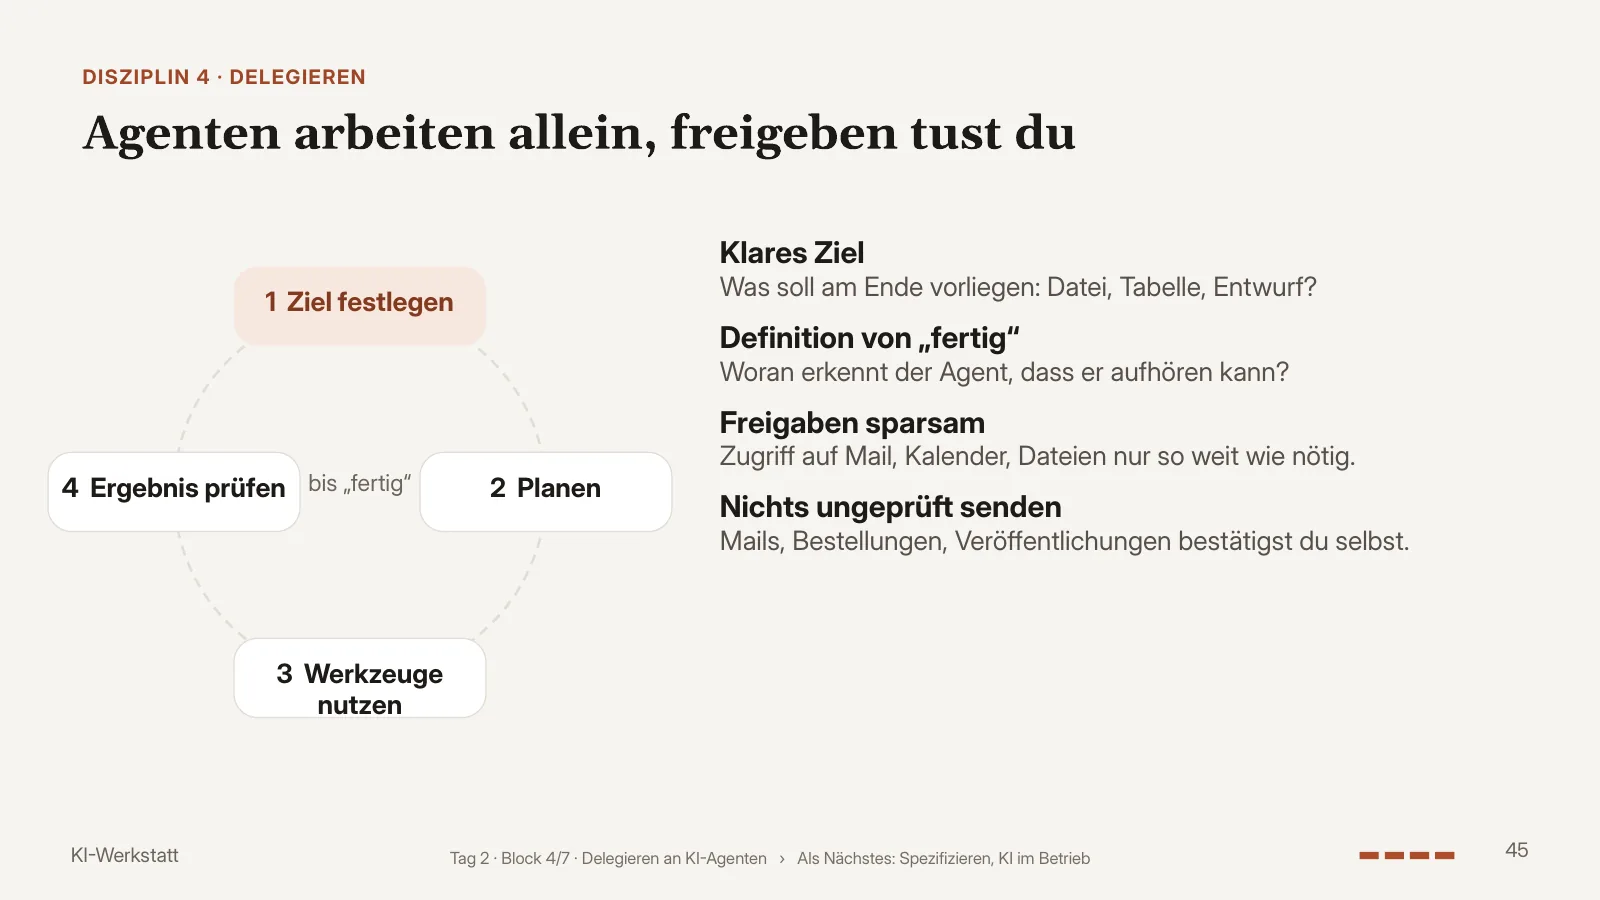 DISZIPLIN 4 · DELEGIEREN
Agenten arbeiten allein, freigeben tust du
1 Ziel festlegen
4 Ergebnis prüfen
bis „fertig“
2 Planen
3 Werkzeuge
nutzen
Klares Ziel
Was soll am Ende vorliegen: Datei, Tabelle, Entwurf?
Definition von „fertig“
Woran erkennt der Agent, dass er aufhören kann?
Freigaben sparsam
Zugriff auf Mail, Kalender, Dateien nur so weit wie nötig.
Nichts ungeprüft senden
Mails, Bestellungen, Veröffentlichungen bestätigst du selbst.
KI-Werkstatt
Tag 2 · Block 4/7 · Delegieren an KI-Agenten › Als Nächstes: Spezifizieren, KI im Betrieb
45